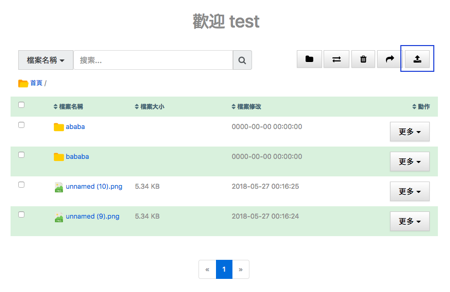 歡迎 test
檔案名稱 搜索...
首頁 /
檔案名稱 檔案大小 檔案修改 動作
ababa 0000-00-00 00:00:00 更多
bababa 0000-00-00 00:00:00 更多
unnamed (10).png 5.34 KB 2018-05-27 00:16:25 更多
unnamed (9).png 5.34 KB 2018-05-27 00:16:24 更多
« 1 »